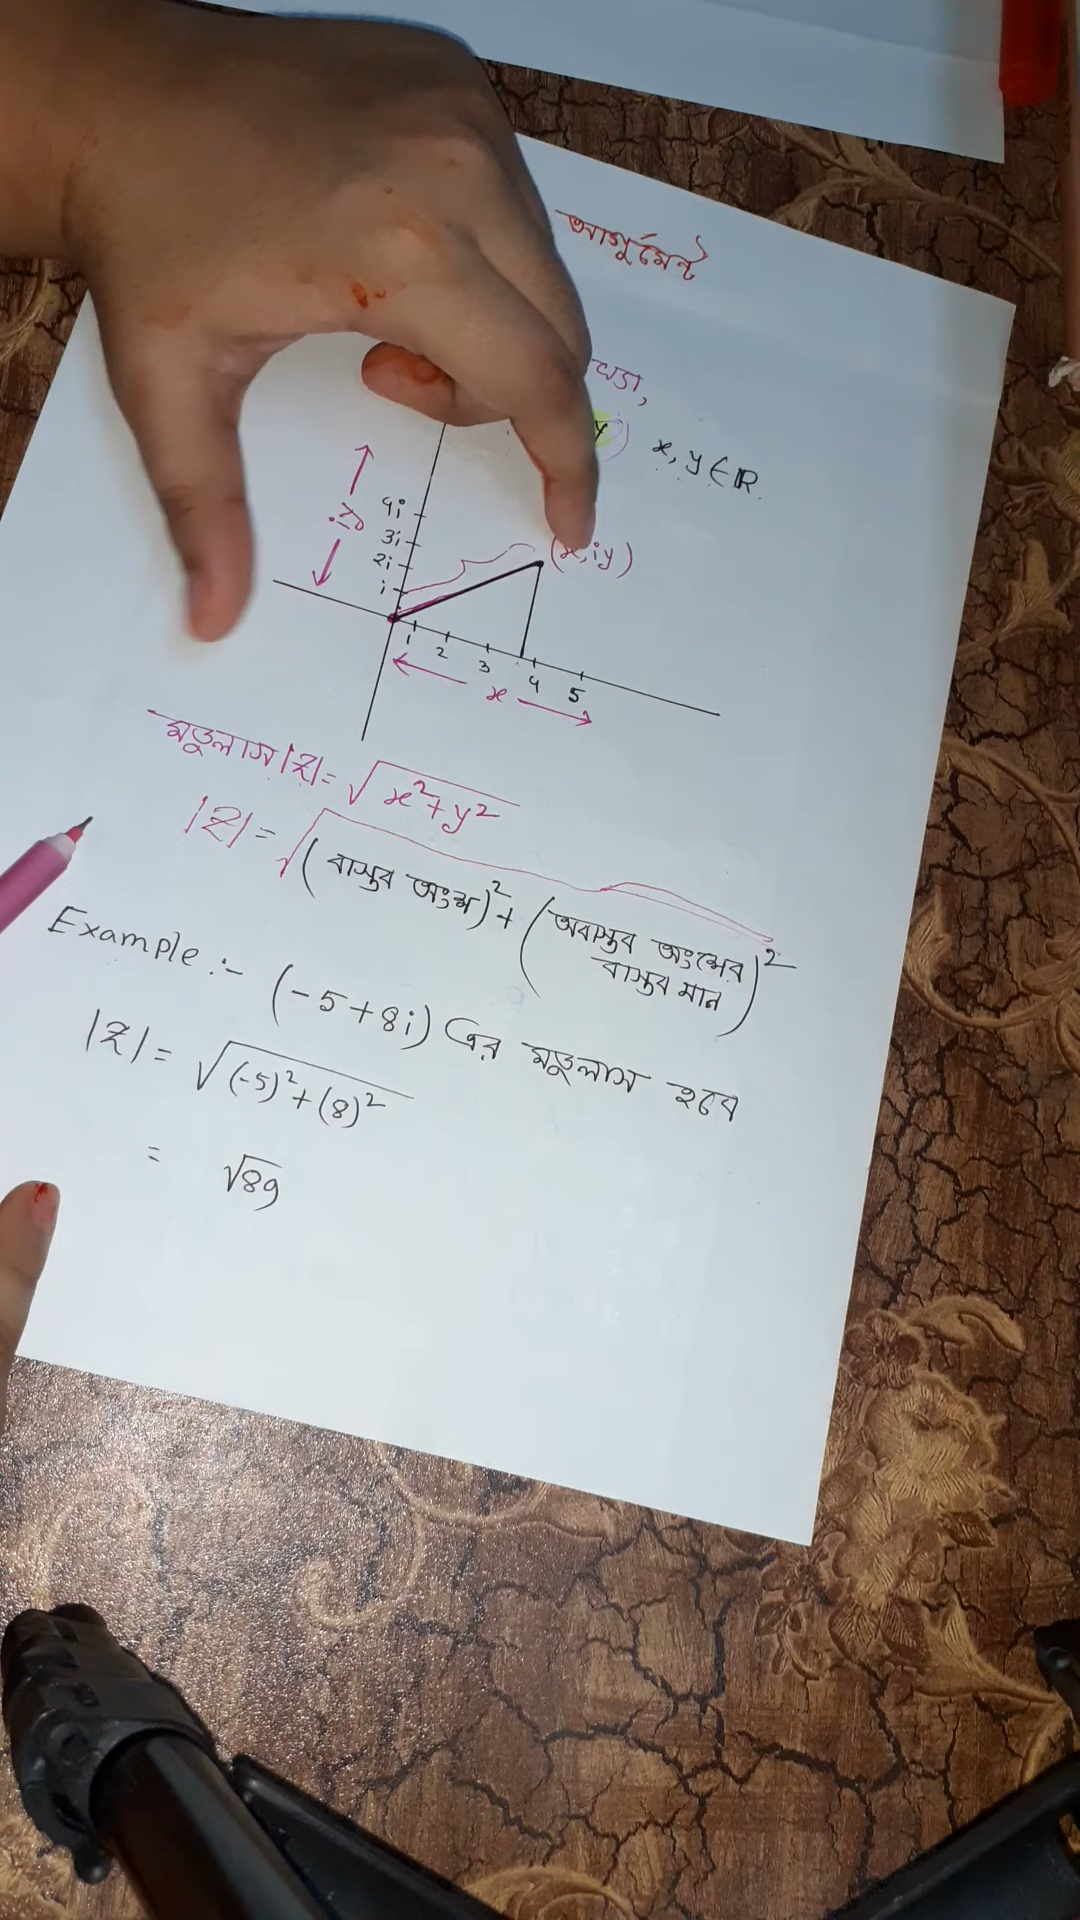 আর্গুমেন্ট
x, y ∈ ℝ
4i
3i
2i
i
(x, iy)
1 2 3 4 5
x
মডুলাস |Z| = √x²+y²
|Z| = √(বাস্তব অংশ)² + (অবাস্তব অংশের বাস্তব মান)²
Example :- (-5+8i) এর মডুলাস হবে
|Z| = √(-5)²+(8)²
= √89